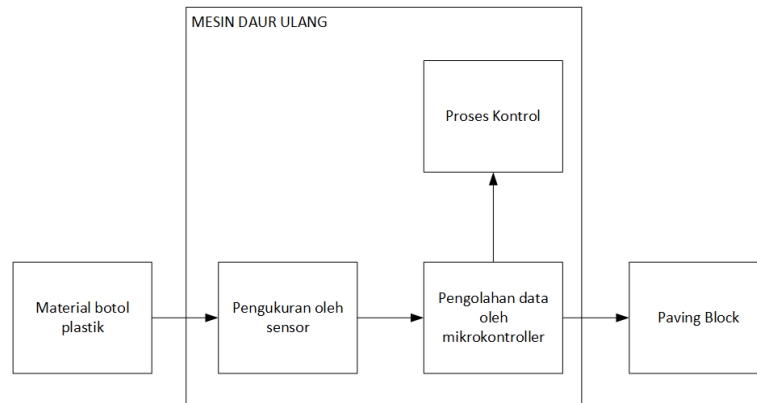 MESIN DAUR ULANG
Proses Kontrol
Material botol
plastik
Pengukuran oleh
sensor
Pengolahan data
oleh
mikrokontroller
Paving Block